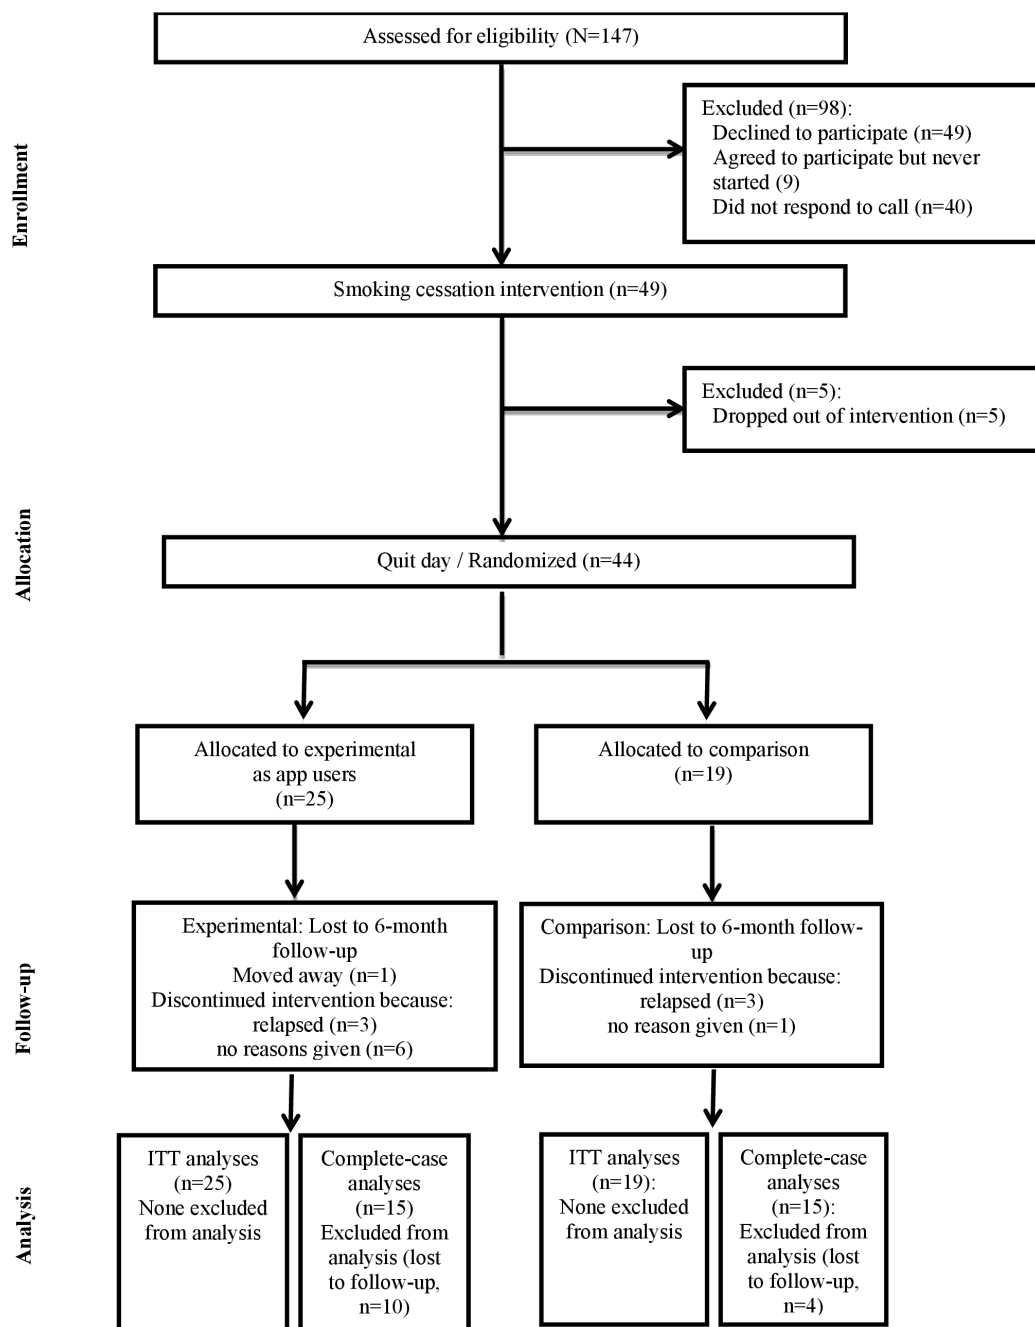 Assessed for eligibility (N=147)
Excluded (n=98):
Declined to participate (n=49)
Agreed to participate but never
started (9)
Did not respond to call (n=40)
Enrollment
Smoking cessation intervention (n=49)
Excluded (n=5):
Dropped out of intervention (n=5)
Allocation
Quit day / Randomized (n=44)
Allocated to experimental
as app users
(n=25)
Allocated to comparison
(n=19)
Follow-up
Experimental: Lost to 6-month
follow-up
Moved away (n=1)
Discontinued intervention because:
relapsed (n=3)
no reasons given (n=6)
Comparison: Lost to 6-month follow-
up
Discontinued intervention because:
relapsed (n=3)
no reason given (n=1)
Analysis
ITT analyses
(n=25)
None excluded
from analysis
Complete-case
analyses
(n=15)
Excluded from
analysis (lost
to follow-up,
n=10)
ITT analyses
(n=19):
None excluded
from analysis
Complete-case
analyses
(n=15):
Excluded from
analysis (lost
to follow-up,
n=4)